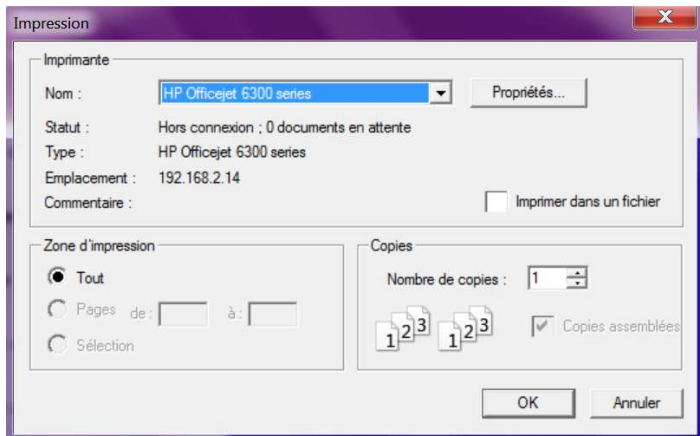 Impression
Imprimante
Nom : HP Officejet 6300 series Propriétés...
Statut : Hors connexion ; 0 documents en attente
Type : HP Officejet 6300 series
Emplacement : 192.168.2.14
Commentaire : Imprimer dans un fichier
Zone d'impression
Tout
Pages de : à :
Sélection
Copies
Nombre de copies : 1
1 2 3 1 2 3 Copies assemblées
OK Annuler